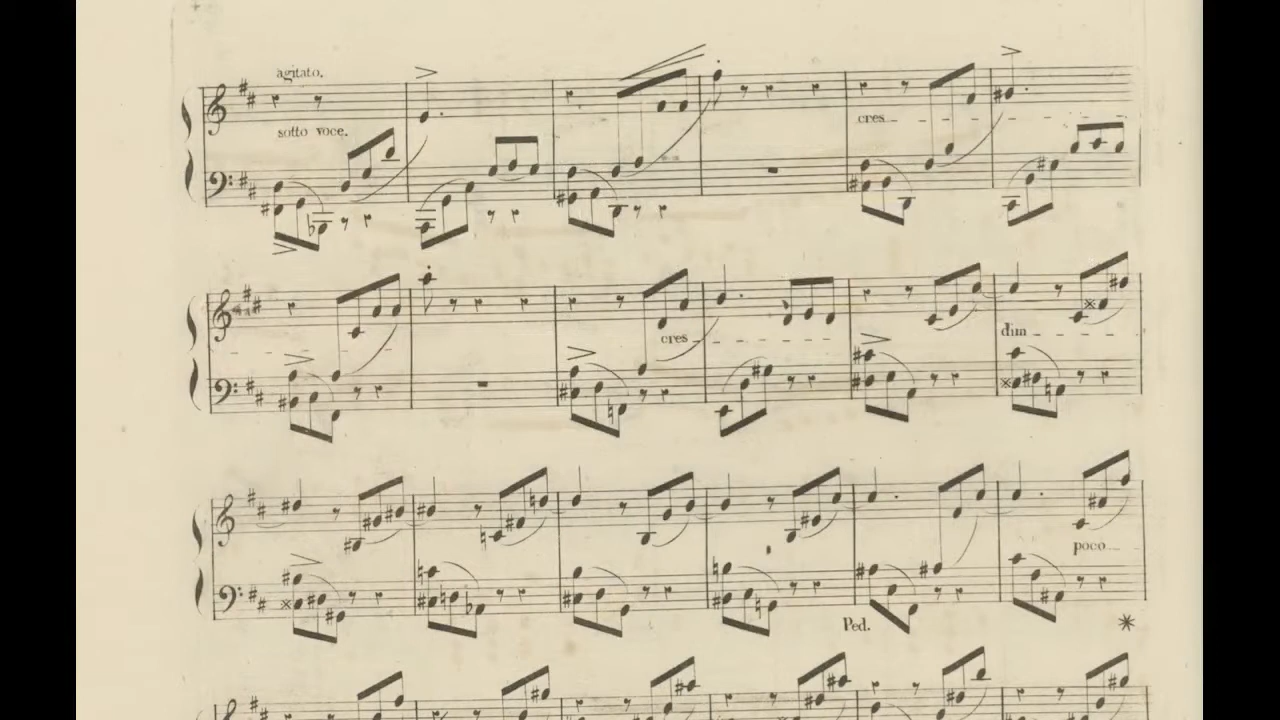 agitato.
sotto voce.
cres
cres
dim
poco
Ped.